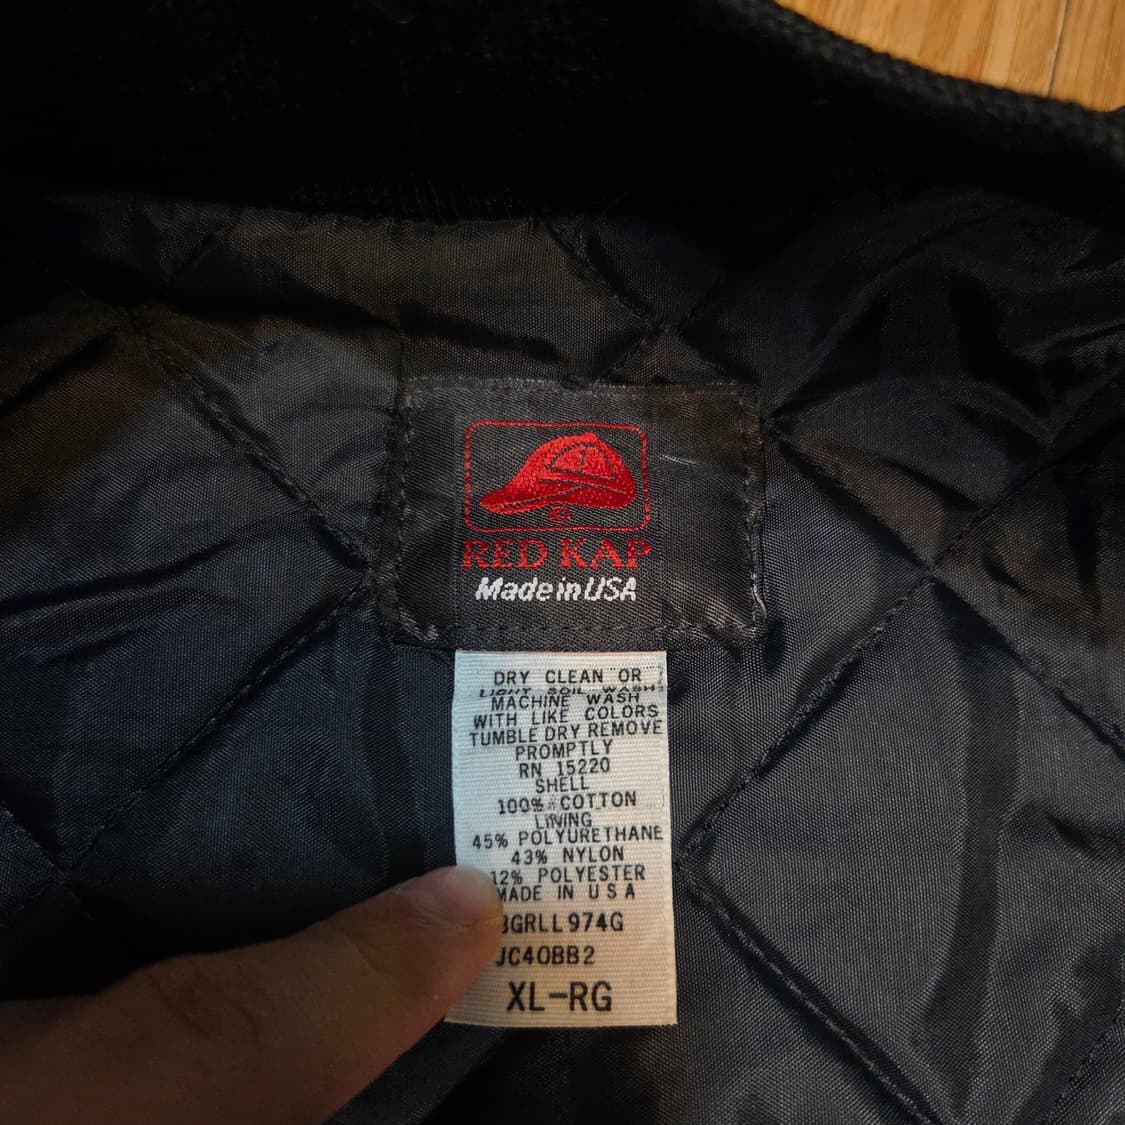 RED KAP
Made in USA
DRY CLEAN OR
LIGHT SOIL WASH
MACHINE WASH
WITH LIKE COLORS
TUMBLE DRY REMOVE
PROMPTLY
RN 15220
SHELL
100% COTTON
LINING
45% POLYURETHANE
43% NYLON
12% POLYESTER
MADE IN U S A
GRLL974G
JC40BB2
XL-RG